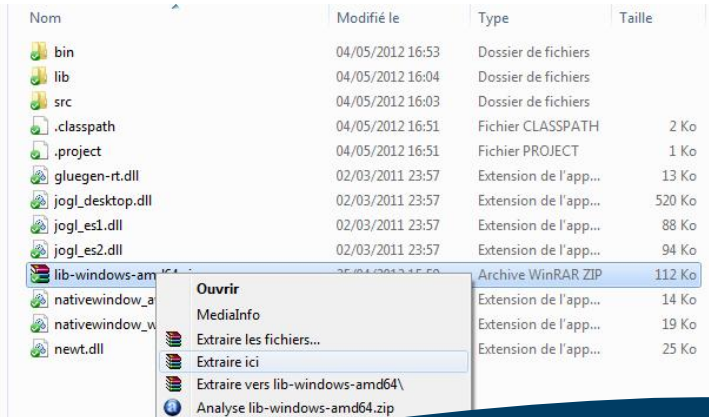 Nom Modifié le Type Taille
bin 04/05/2012 16:53 Dossier de fichiers
lib 04/05/2012 16:04 Dossier de fichiers
src 04/05/2012 16:03 Dossier de fichiers
.classpath 04/05/2012 16:51 Fichier CLASSPATH 2 Ko
.project 04/05/2012 16:51 Fichier PROJECT 1 Ko
gluegen-rt.dll 02/03/2011 23:57 Extension de l'app... 13 Ko
jogl_desktop.dll 02/03/2011 23:57 Extension de l'app... 520 Ko
jogl_es1.dll 02/03/2011 23:57 Extension de l'app... 88 Ko
jogl_es2.dll 02/03/2011 23:57 Extension de l'app... 94 Ko
lib-windows-amd64 Archive WinRAR ZIP 112 Ko
nativewindow_a Extension de l'app... 14 Ko
nativewindow_w Extension de l'app... 19 Ko
newt.dll Extension de l'app... 25 Ko
Ouvrir
MediaInfo
Extraire les fichiers...
Extraire ici
Extraire vers lib-windows-amd64\
Analyse lib-windows-amd64.zip